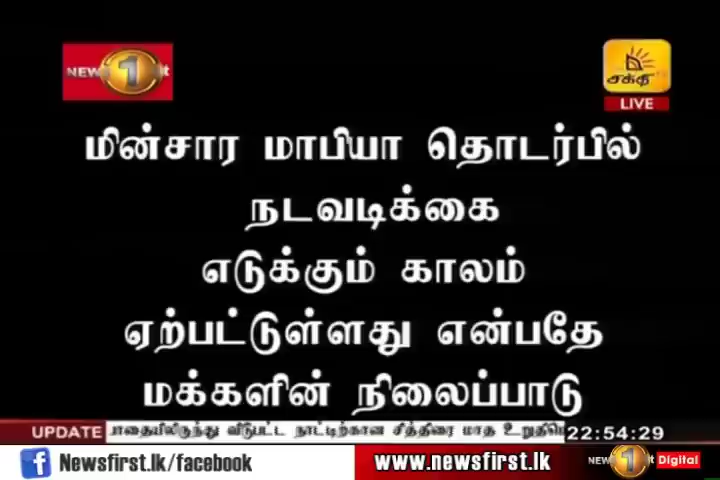 NEWS 1st
சக்தி
LIVE
மின்சார மாபியா தொடர்பில்
நடவடிக்கை
எடுக்கும் காலம்
ஏற்பட்டுள்ளது என்பதே
மக்களின் நிலைப்பாடு
UPDATE விடுபட்ட நாட்டிற்கான சித்திரை மாத 22:54:29
Newsfirst.lk/facebook www.newsfirst.lk NEWS 1st Digital